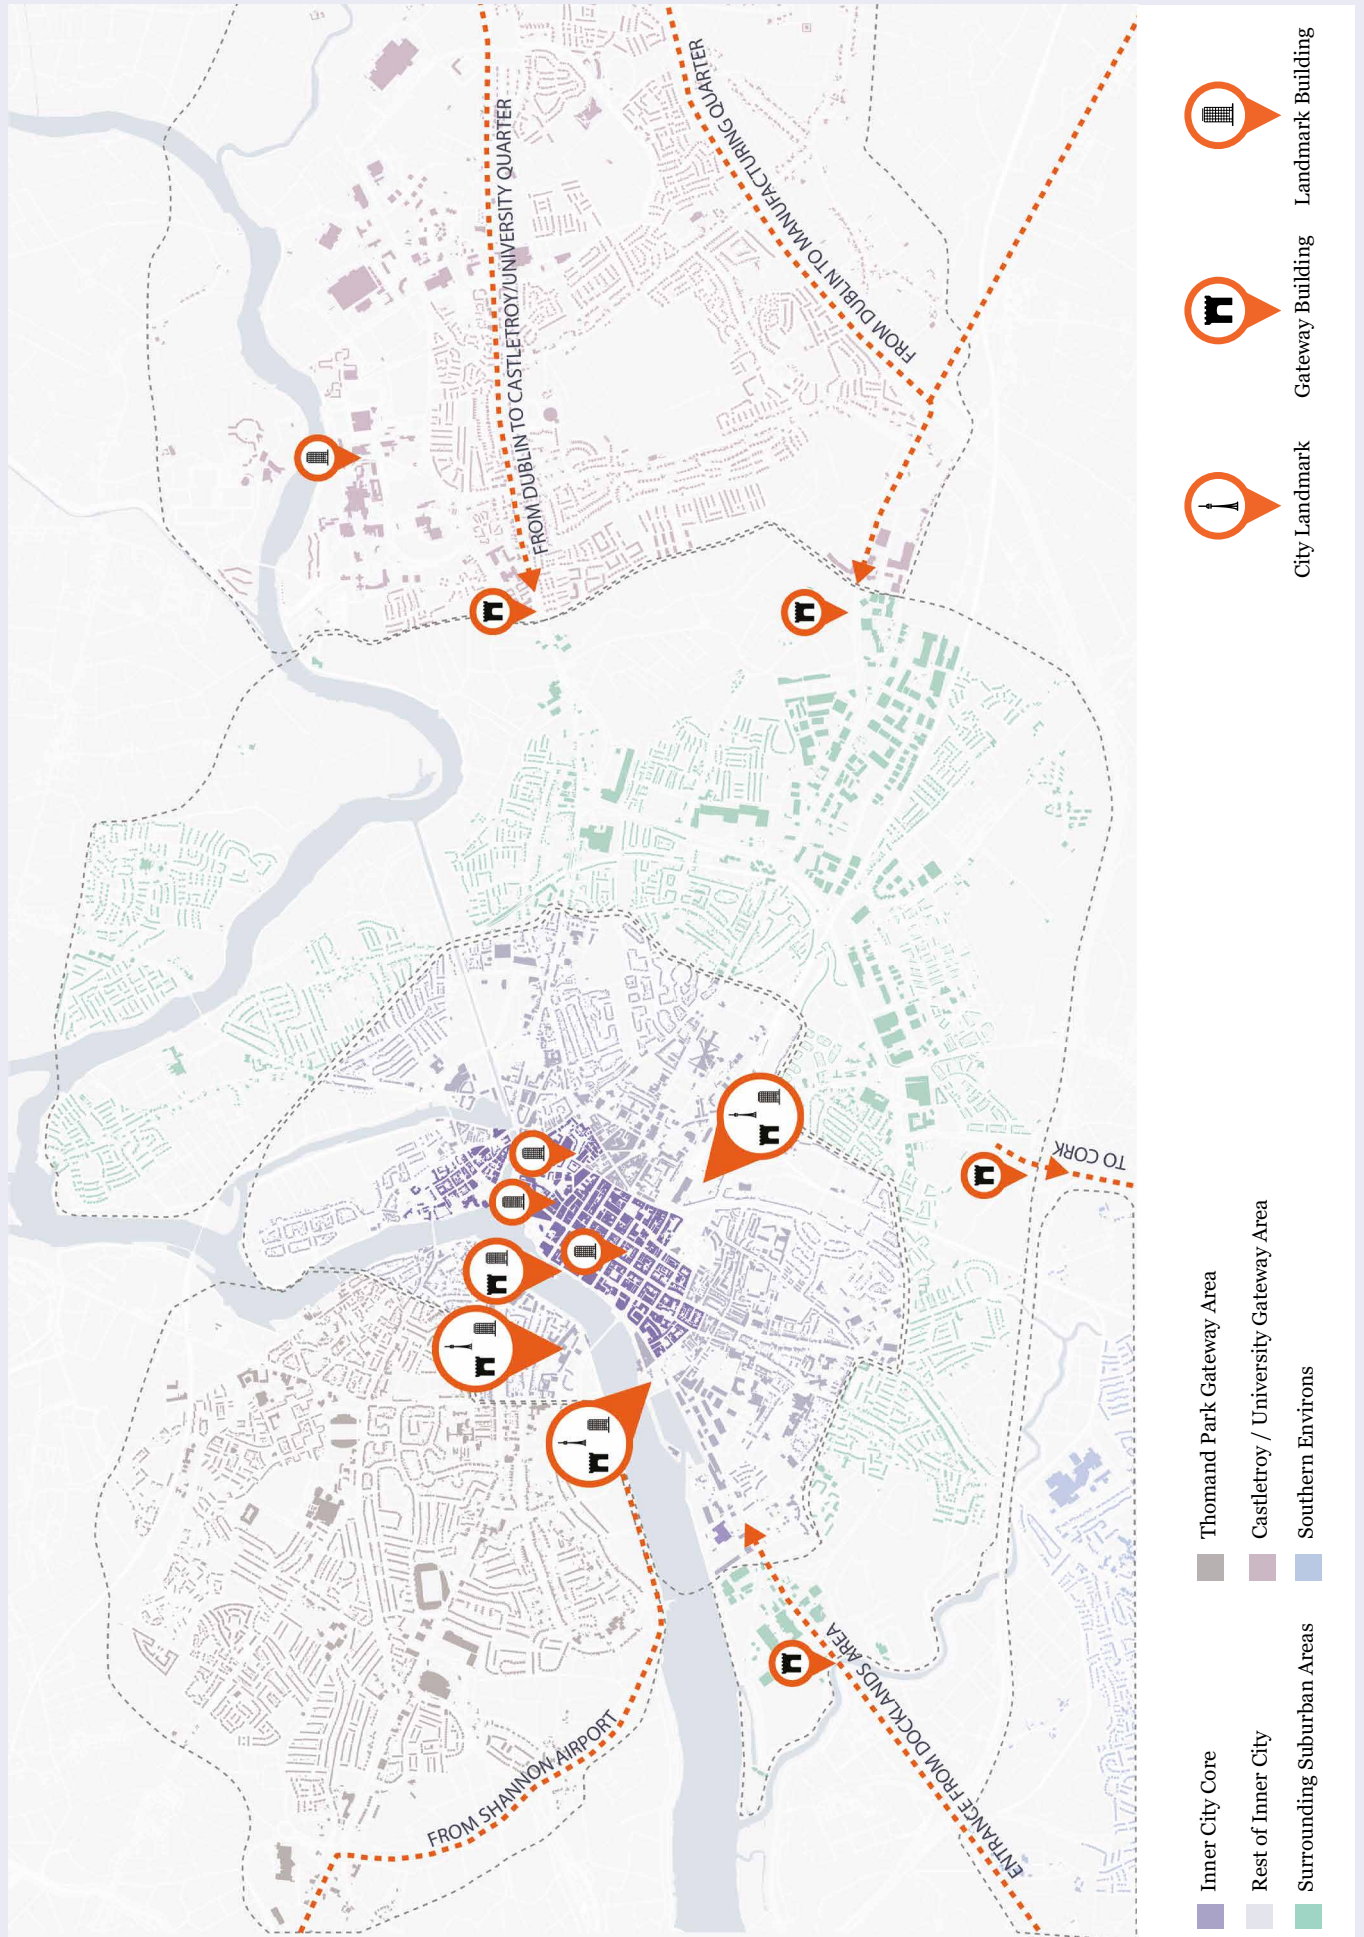 FROM SHANNON AIRPORT
ENTRANCE FROM DOCKLANDS AREA
TO CORK
FROM DUBLIN TO CASTLETROY/UNIVERSITY QUARTER
FROM DUBLIN TO MANUFACTURING QUARTER
Inner City Core
Rest of Inner City
Surrounding Suburban Areas
Thomand Park Gateway Area
Castletroy / University Gateway Area
Southern Environs
City Landmark
Gateway Building
Landmark Building